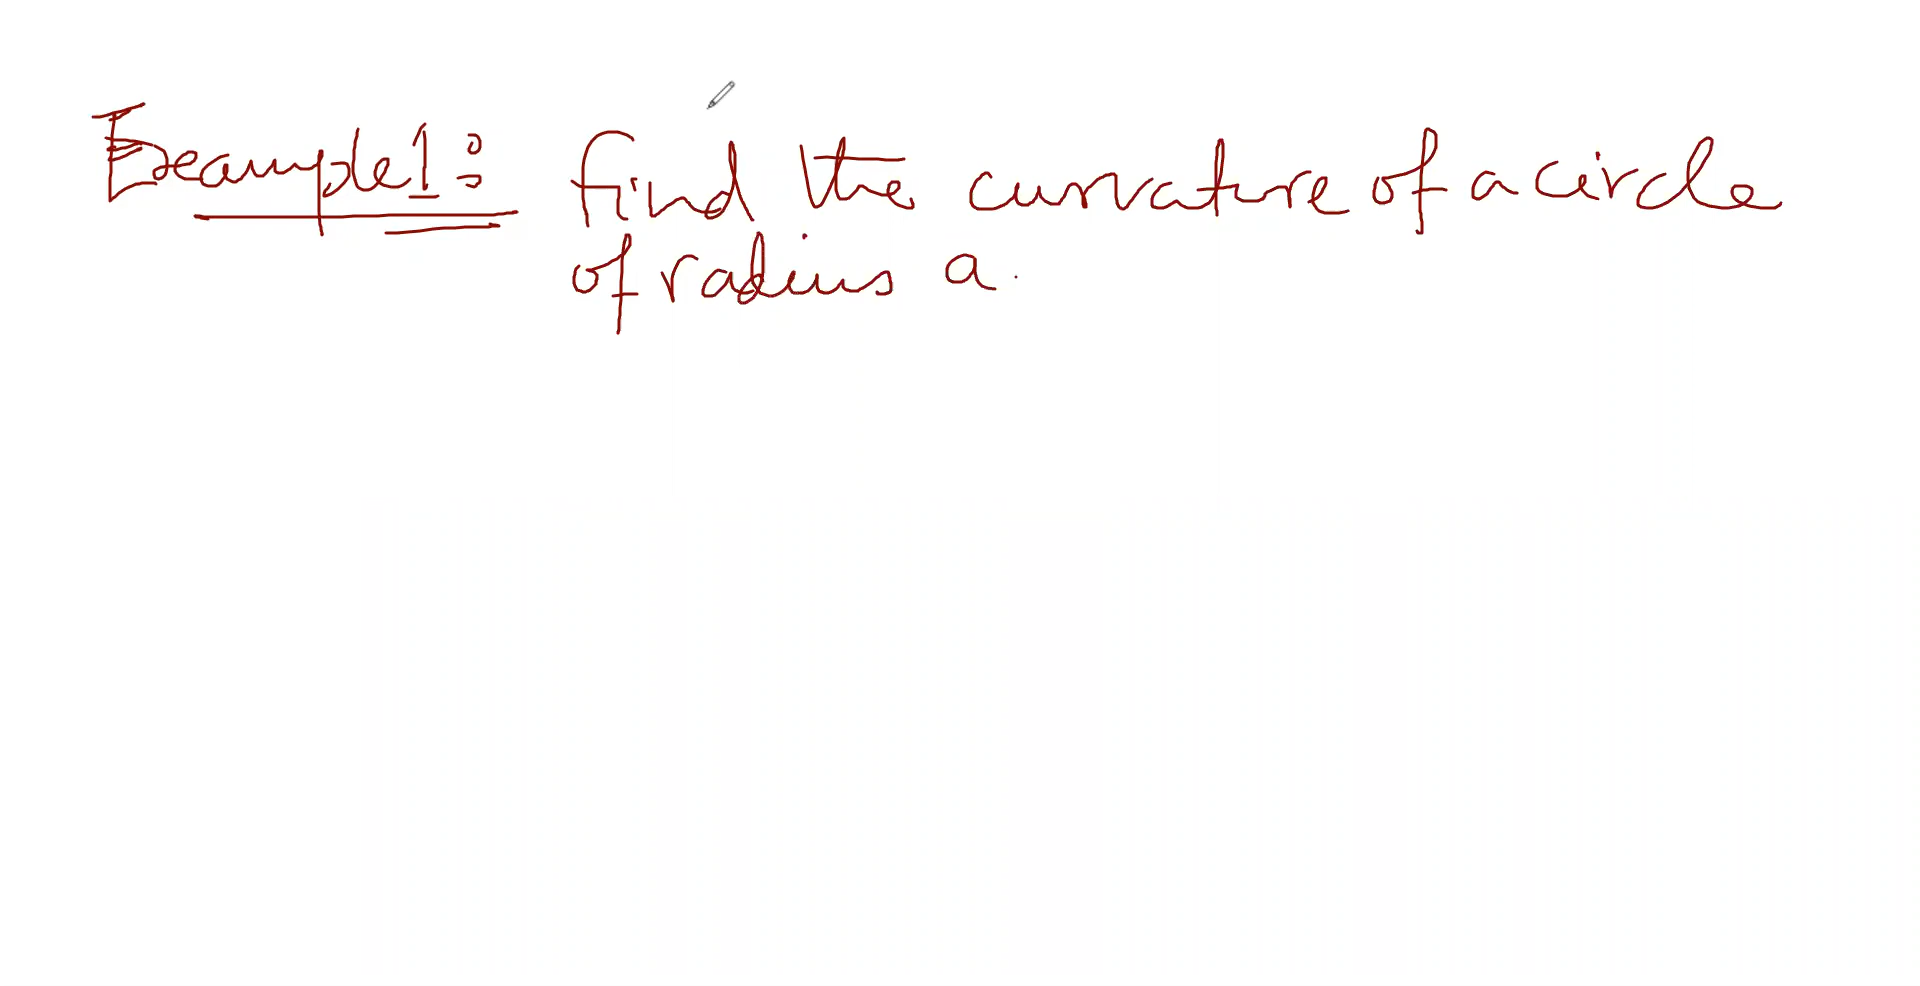 Example 1: find the curvature of a circle
of radius a.